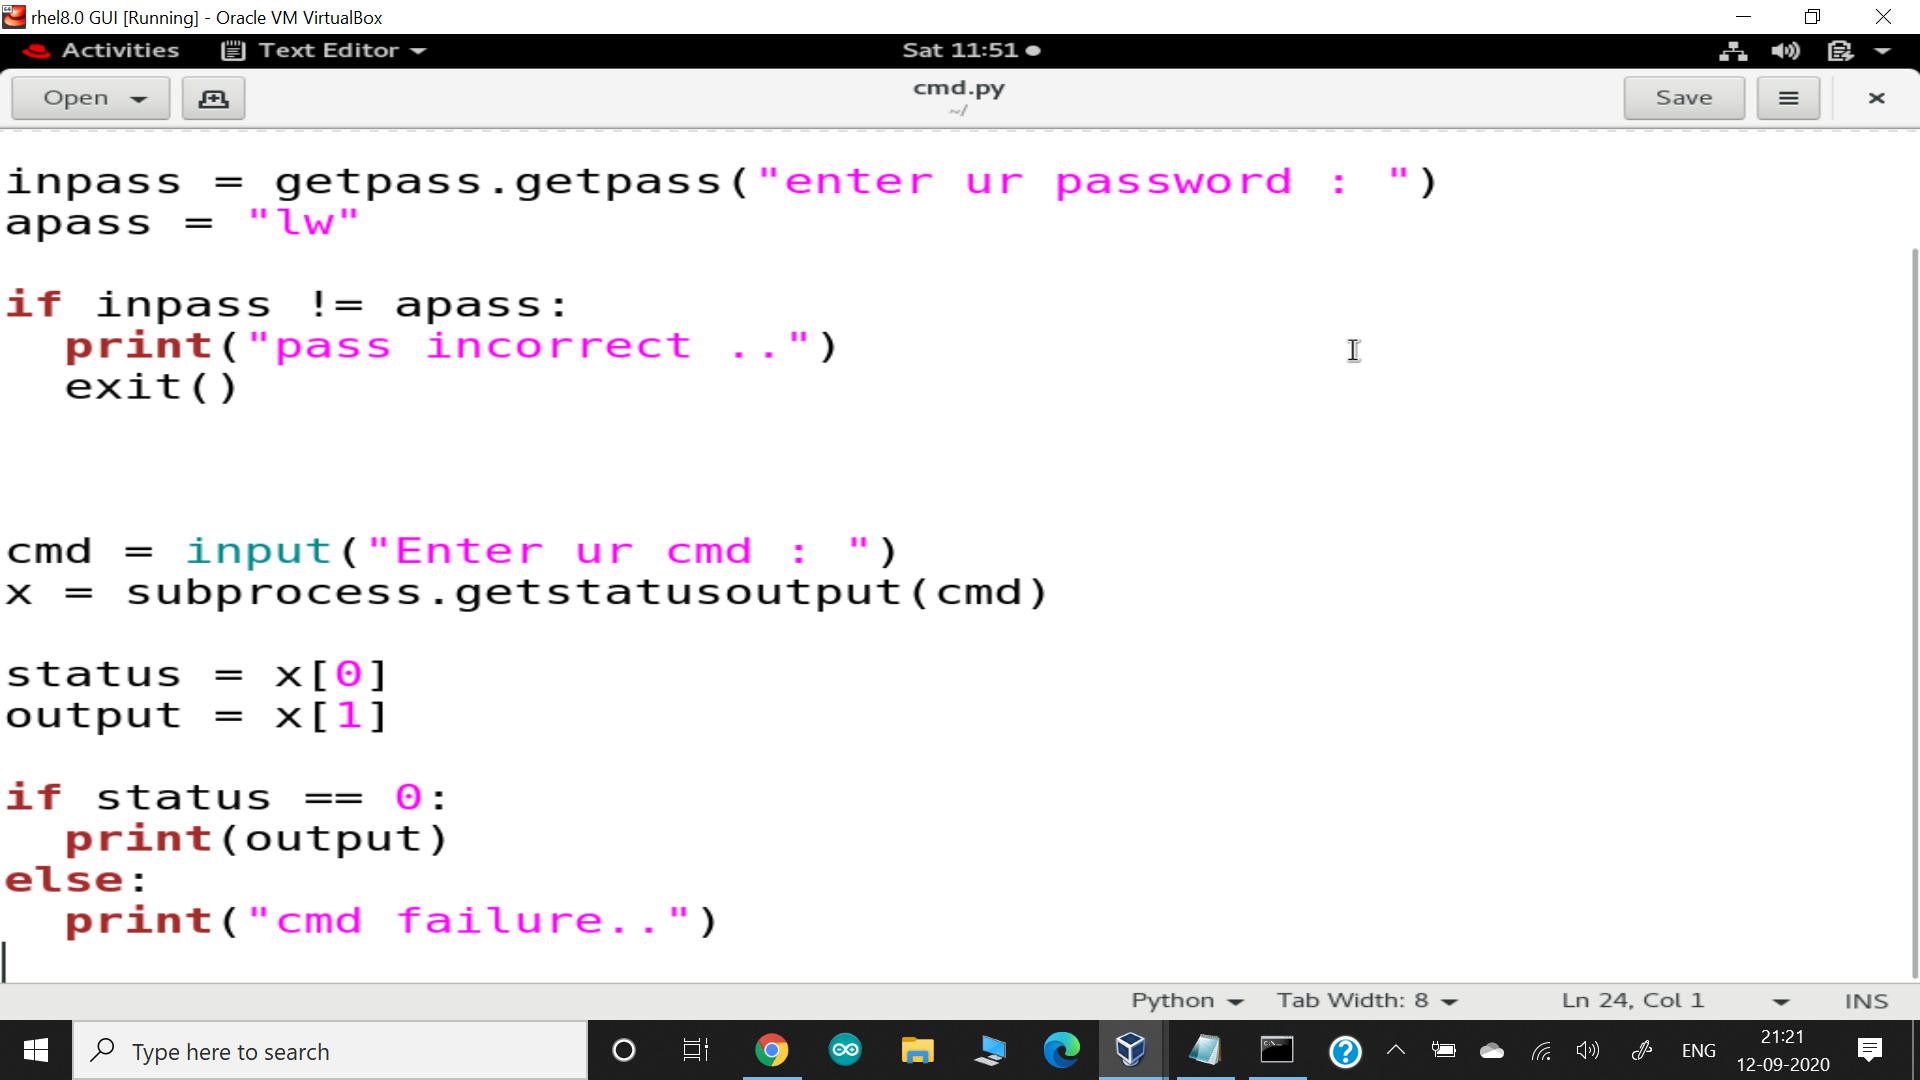 rhel8.0 GUI [Running] - Oracle VM VirtualBox
Activities Text Editor Sat 11:51
Open cmd.py Save
~/
inpass = getpass.getpass("enter ur password : ")
apass = "lw"
if inpass != apass:
  print("pass incorrect ..")
  exit()
cmd = input("Enter ur cmd : ")
x = subprocess.getstatusoutput(cmd)
status = x[0]
output = x[1]
if status == 0:
  print(output)
else:
  print("cmd failure..")
Python Tab Width: 8 Ln 24, Col 1 INS
Type here to search ENG 21:21
12-09-2020